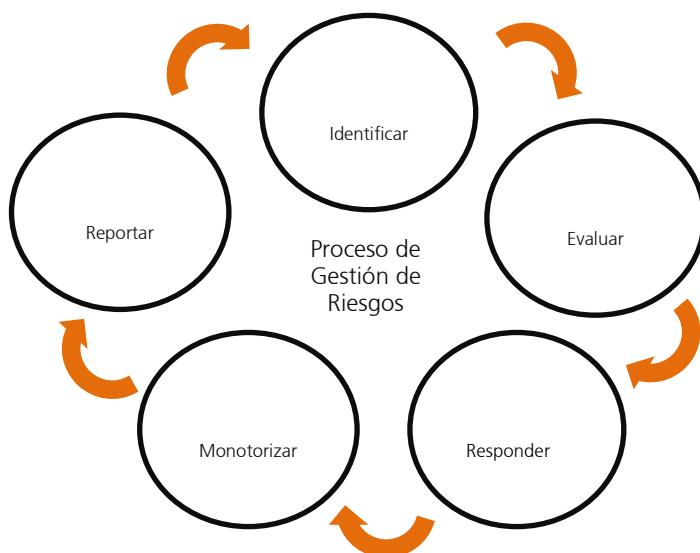 Identificar
Evaluar
Reportar
Proceso de
Gestión de
Riesgos
Monotorizar
Responder